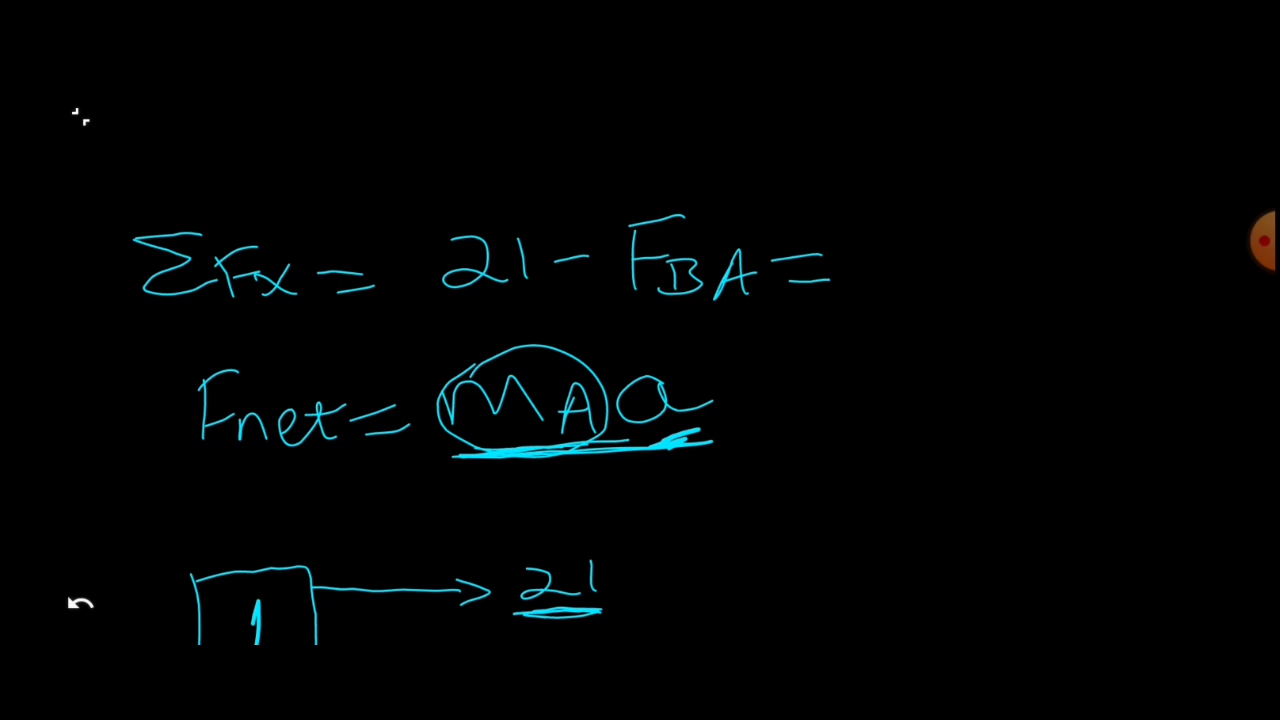 ΣFx = 21 - FBA =
Fnet = MAa
21
1